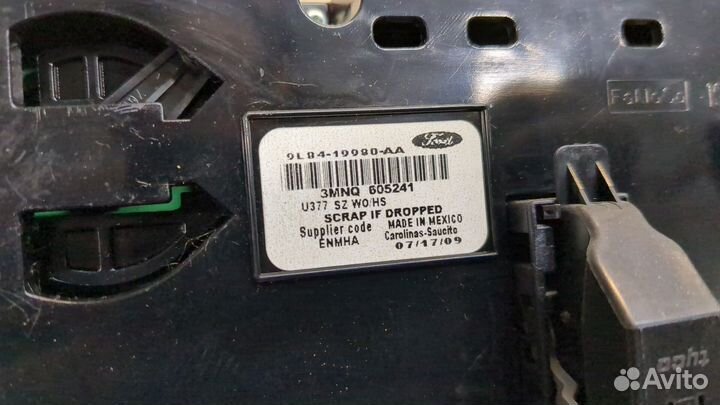 Ford
9L84-19980-AA
3MNQ 605241
U377 SZ WO/HS
SCRAP IF DROPPED
Supplier code MADE IN MEXICO
ENMHA Carolinas-Saucito
07/17/09
tyco
Avito